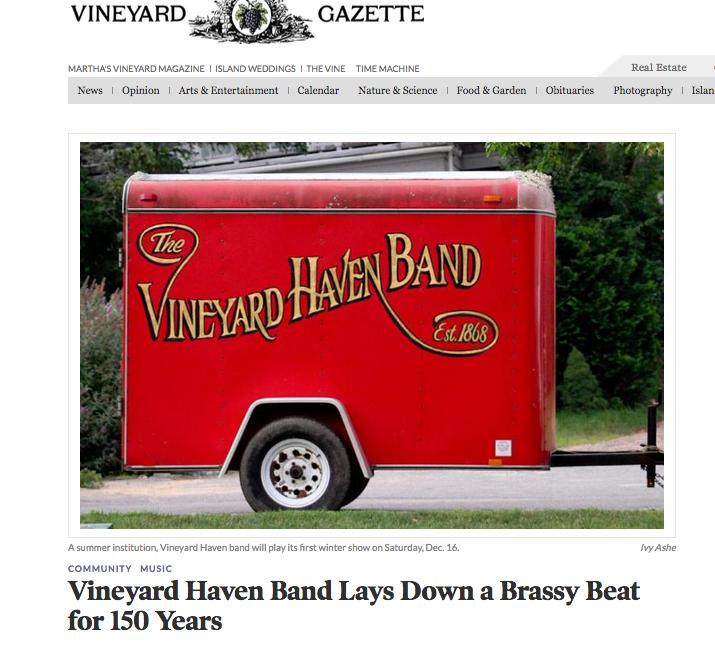 VINEYARD GAZETTE
MARTHA'S VINEYARD MAGAZINE | ISLAND WEDDINGS | THE VINE TIME MACHINE
Real Estate
News | Opinion | Arts & Entertainment | Calendar Nature & Science | Food & Garden | Obituaries Photography | Islan
The
VINEYARD HAVEN BAND
Est. 1868
A summer institution, Vineyard Haven band will play its first winter show on Saturday, Dec. 16.
Ivy Ashe
COMMUNITY MUSIC
Vineyard Haven Band Lays Down a Brassy Beat
for 150 Years